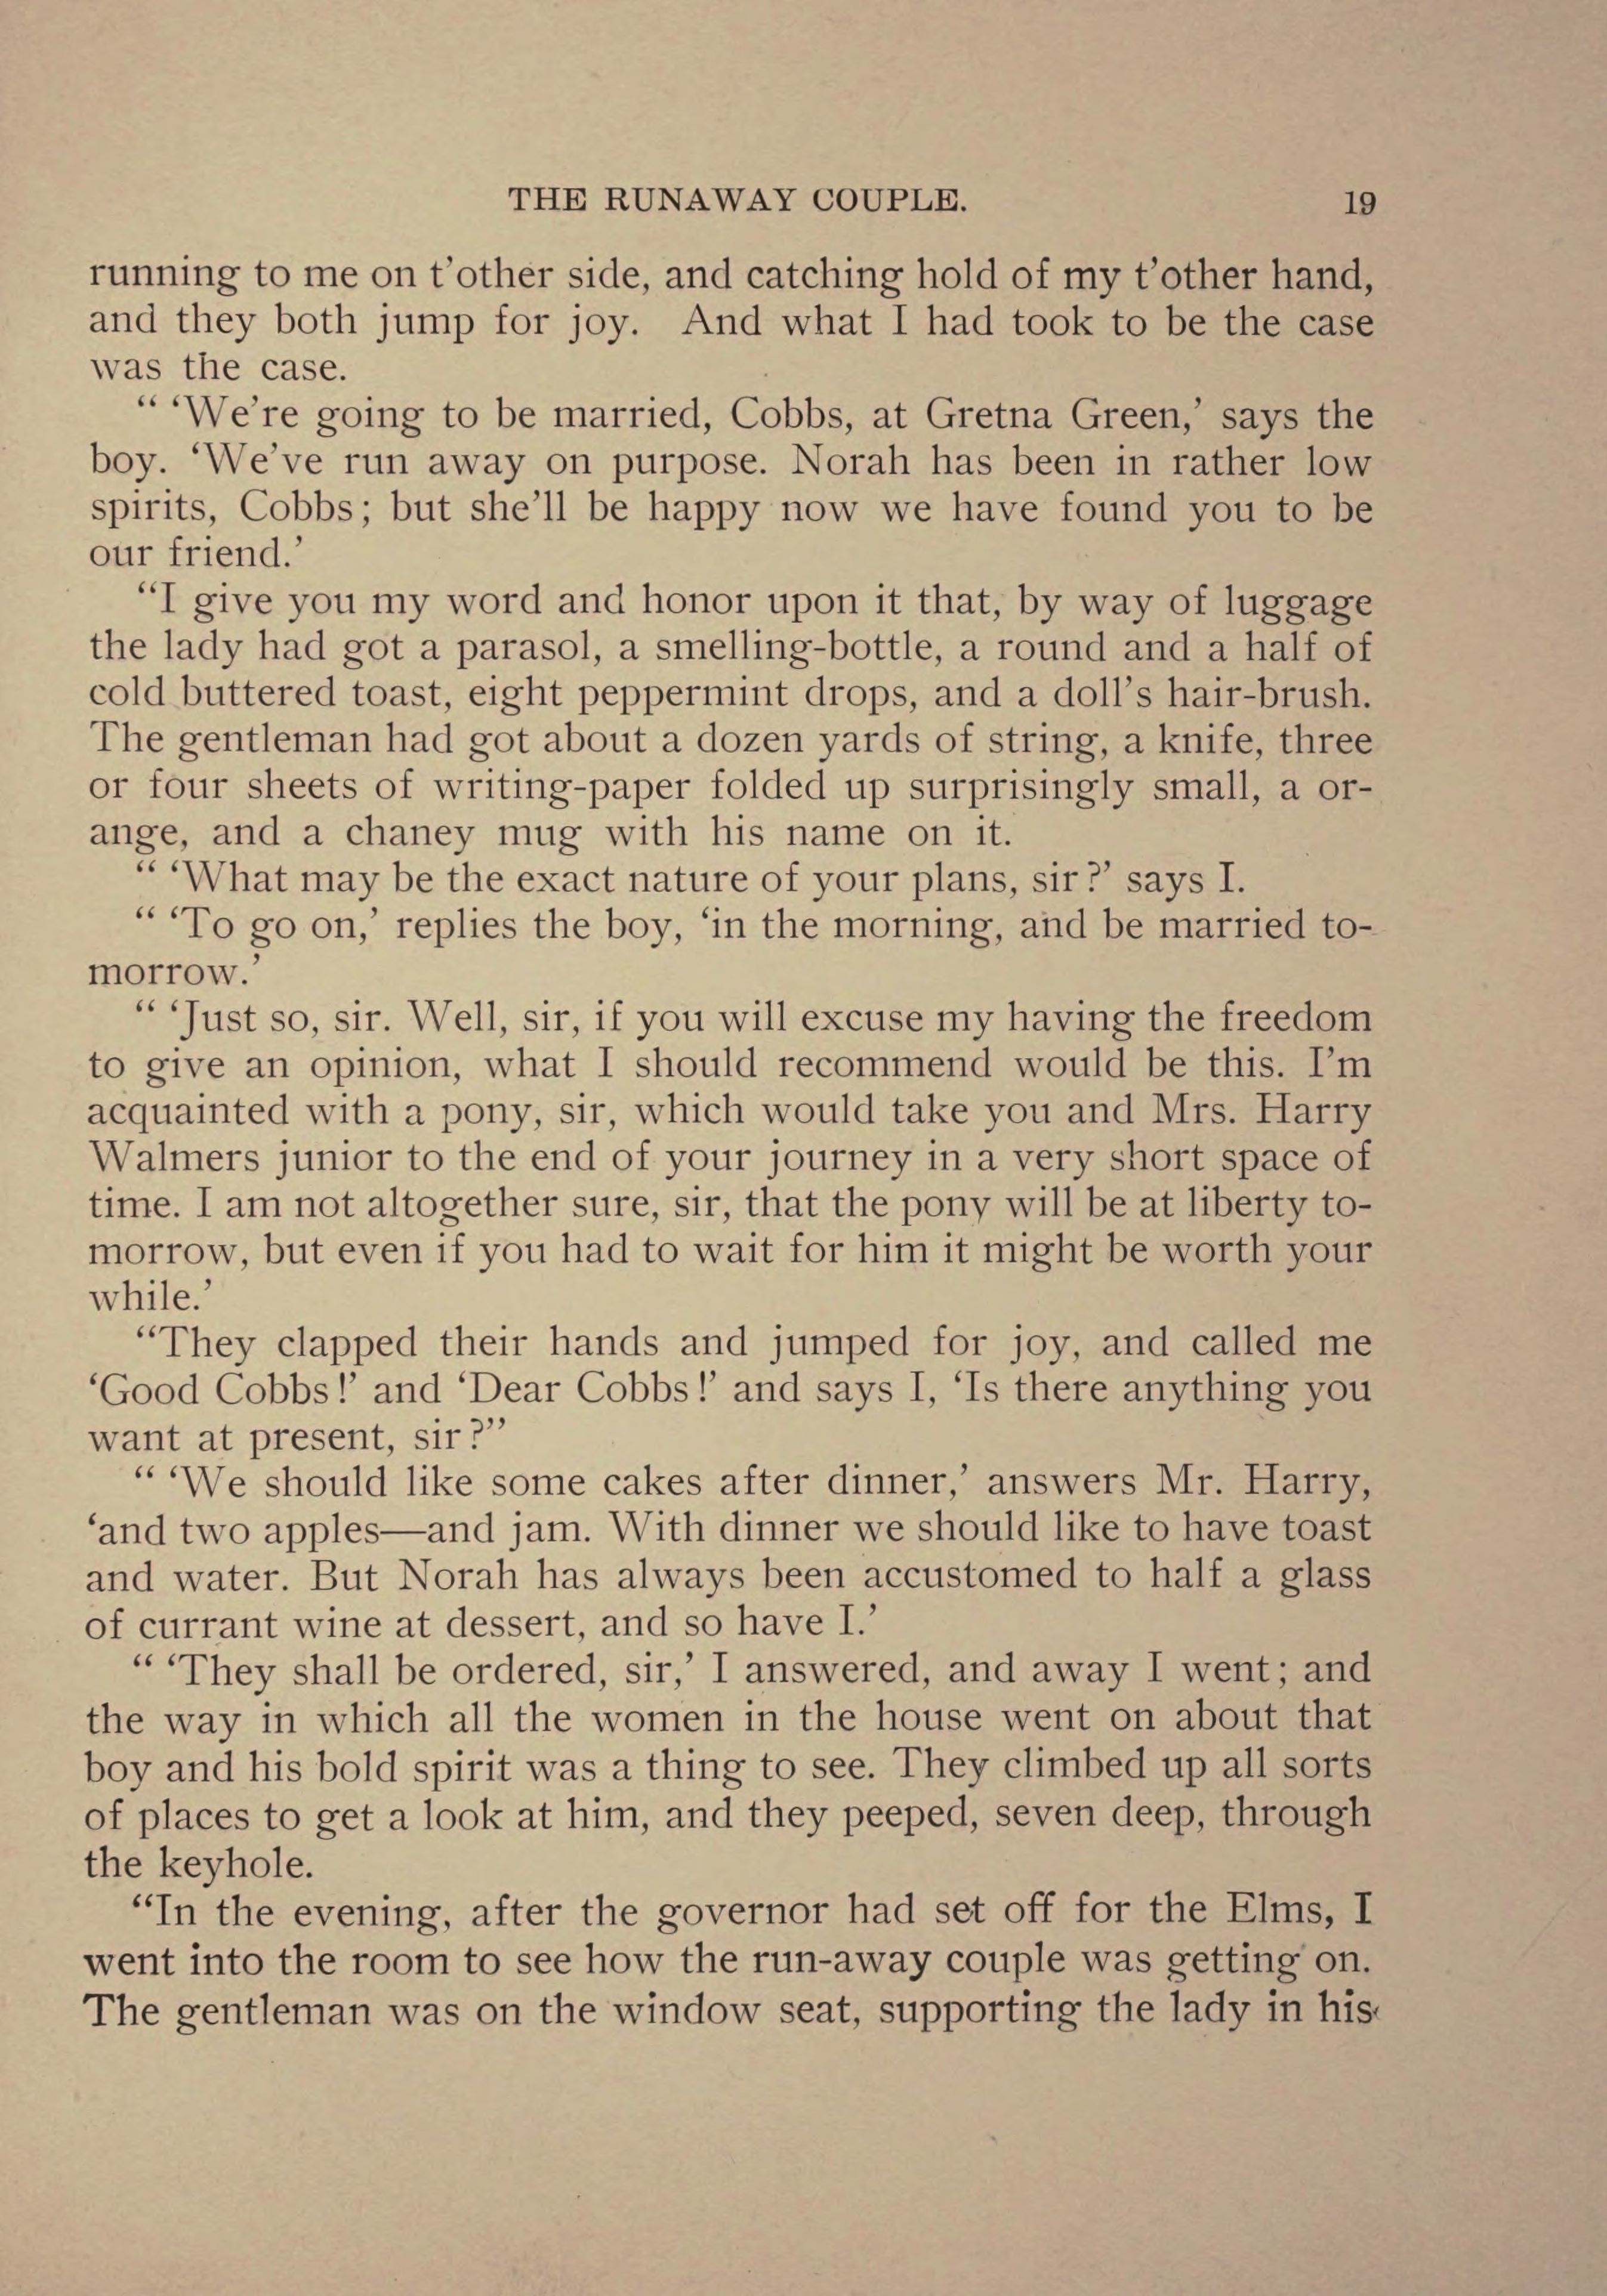 THE RUNAWAY COUPLE. 19
running to me on t’other side, and catching hold of my t’other hand,
and they both jump for joy. And what I had took to be the case
was the case.
“ ‘We’re going to be married, Cobbs, at Gretna Green,’ says the
boy. ‘We’ve run away on purpose. Norah has been in rather low
spirits, Cobbs; but she’ll be happy now we have found you to be
our friend.’
“I give you my word and honor upon it that, by way of luggage
the lady had got a parasol, a smelling-bottle, a round and a half of
cold buttered toast, eight peppermint drops, and a doll’s hair-brush.
The gentleman had got about a dozen yards of string, a knife, three
or four sheets of writing-paper folded up surprisingly small, a or-
ange, and a chaney mug with his name on it.
“ ‘What may be the exact nature of your plans, sir?’ says I.
“ ‘To go on,’ replies the boy, ‘in the morning, and be married to-
morrow.’
“ ‘Just so, sir. Well, sir, if you will excuse my having the freedom
to give an opinion, what I should recommend would be this. I’m
acquainted with a pony, sir, which would take you and Mrs. Harry
Walmers junior to the end of your journey in a very short space of
time. I am not altogether sure, sir, that the pony will be at liberty to-
morrow, but even if you had to wait for him it might be worth your
while.’
“They clapped their hands and jumped for joy, and called me
‘Good Cobbs!’ and ‘Dear Cobbs!’ and says I, ‘Is there anything you
want at present, sir?”
“ ‘We should like some cakes after dinner,’ answers Mr. Harry,
‘and two apples—and jam. With dinner we should like to have toast
and water. But Norah has always been accustomed to half a glass
of currant wine at dessert, and so have I.’
“ ‘They shall be ordered, sir,’ I answered, and away I went; and
the way in which all the women in the house went on about that
boy and his bold spirit was a thing to see. They climbed up all sorts
of places to get a look at him, and they peeped, seven deep, through
the keyhole.
“In the evening, after the governor had set off for the Elms, I
went into the room to see how the run-away couple was getting on.
The gentleman was on the window seat, supporting the lady in his